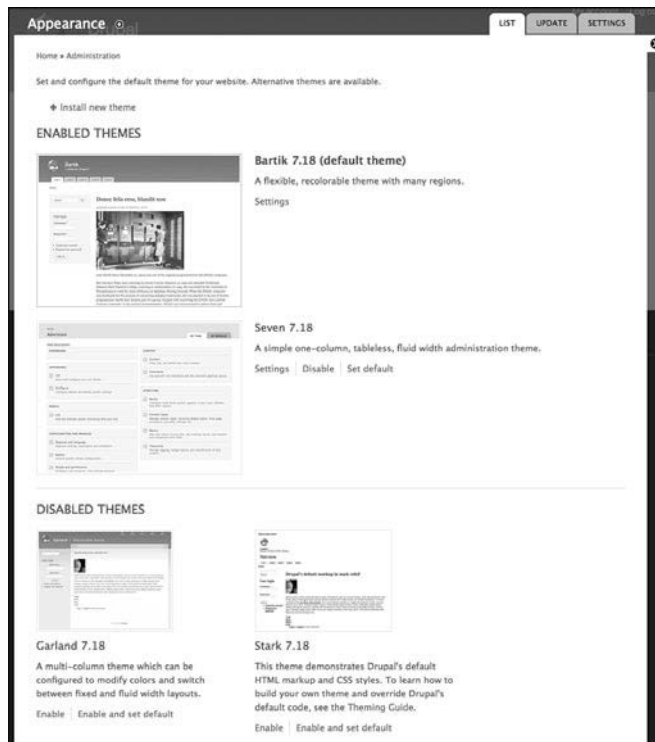 Appearance
LIST
UPDATE
SETTINGS
Home » Administration
Set and configure the default theme for your website. Alternative themes are available.
+ Install new theme
ENABLED THEMES
Bartik 7.18 (default theme)
A flexible, recolorable theme with many regions.
Settings
Bartik
Donec felis eros, blandit non
Seven 7.18
A simple one-column, tableless, fluid width administration theme.
Settings
Disable
Set default
DISABLED THEMES
Garland 7.18
A multi-column theme which can be
configured to modify colors and switch
between fixed and fluid width layouts.
Enable
Enable and set default
Stark 7.18
This theme demonstrates Drupal's default
HTML markup and CSS styles. To learn how to
build your own theme and override Drupal's
default code, see the Theming Guide.
Enable
Enable and set default